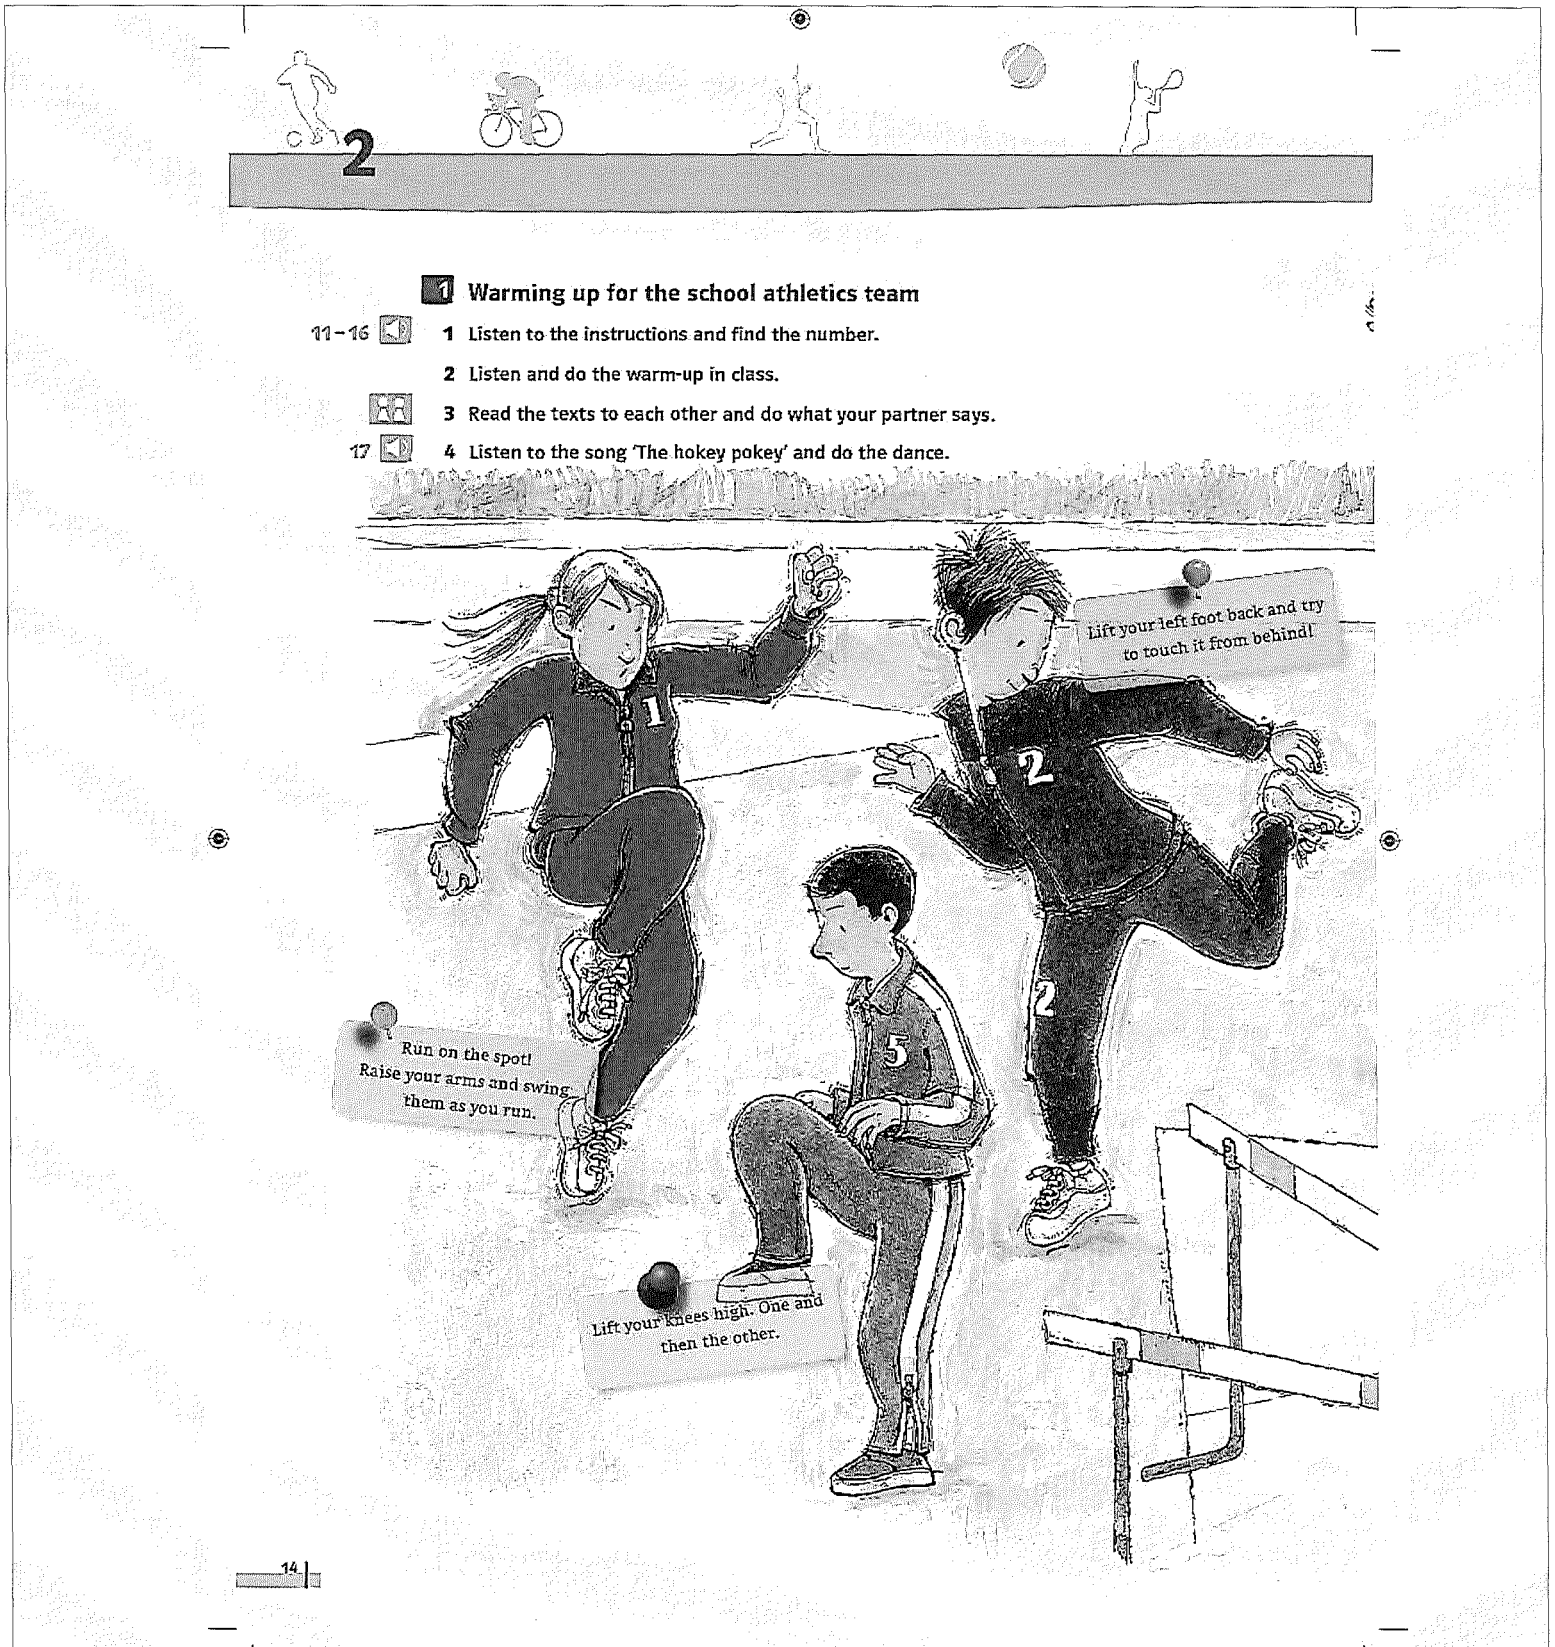 2
1 Warming up for the school athletics team
11–16 1 Listen to the instructions and find the number.
2 Listen and do the warm-up in class.
3 Read the texts to each other and do what your partner says.
17 4 Listen to the song ‘The hokey pokey’ and do the dance.
Lift your left foot back and try
to touch it from behind!
1
2
2
5
Run on the spot!
Raise your arms and swing
them as you run.
Lift your knees high. One and
then the other.
14